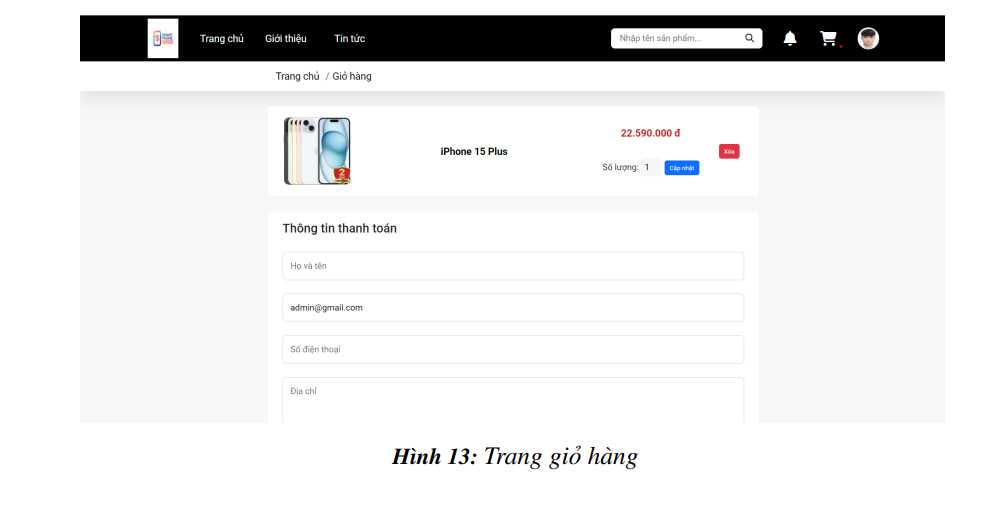 Trang chủ Giới thiệu Tin tức Nhập tên sản phẩm...
Trang chủ / Giỏ hàng
22.590.000 đ
iPhone 15 Plus
Xóa
Số lượng: 1 Cập nhật
Thông tin thanh toán
Họ và tên
admin@gmail.com
Số điện thoại
Địa chỉ
Hình 13: Trang giỏ hàng